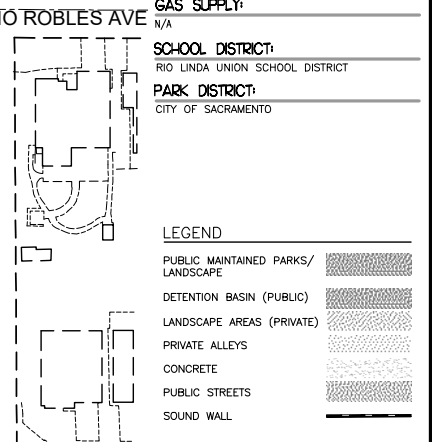 IO ROBLES AVE
GAS SUPPLY:
N/A
SCHOOL DISTRICT:
RIO LINDA UNION SCHOOL DISTRICT
PARK DISTRICT:
CITY OF SACRAMENTO
LEGEND
PUBLIC MAINTAINED PARKS/
LANDSCAPE
DETENTION BASIN (PUBLIC)
LANDSCAPE AREAS (PRIVATE)
PRIVATE ALLEYS
CONCRETE
PUBLIC STREETS
SOUND WALL